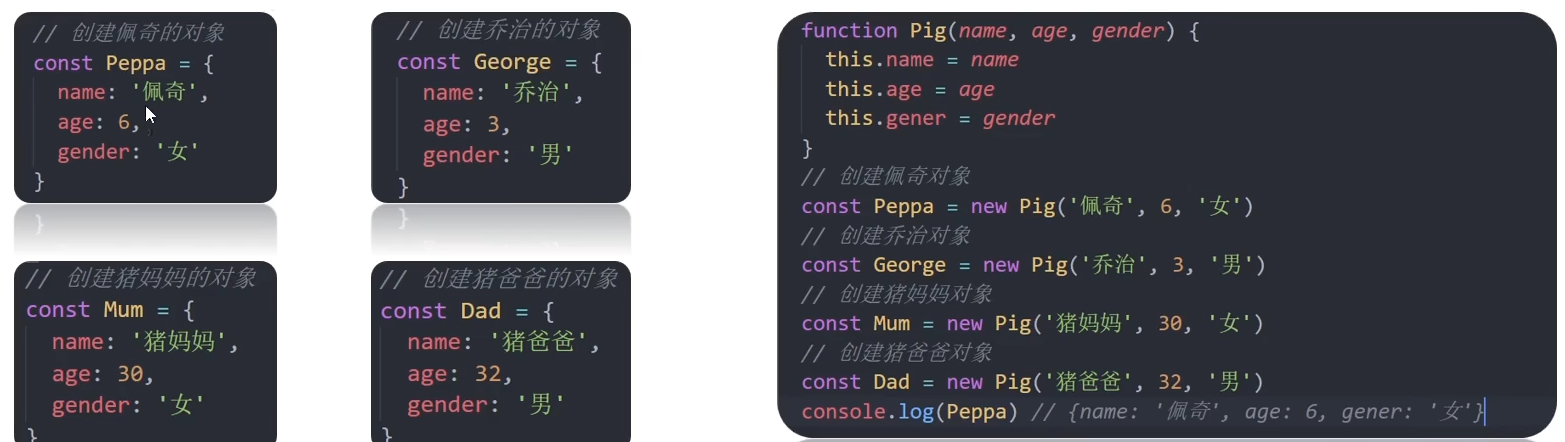 // 创建佩奇的对象
const Peppa = {
name: '佩奇',
age: 6,
gender: '女'
}
}
// 创建乔治的对象
const George = {
name: '乔治',
age: 3,
gender: '男'
}
}
// 创建猪妈妈的对象
const Mum = {
name: '猪妈妈',
age: 30,
gender: '女'
}
// 创建猪爸爸的对象
const Dad = {
name: '猪爸爸',
age: 32,
gender: '男'
}
function Pig(name, age, gender) {
this.name = name
this.age = age
this.gener = gender
}
// 创建佩奇对象
const Peppa = new Pig('佩奇', 6, '女')
// 创建乔治对象
const George = new Pig('乔治', 3, '男')
// 创建猪妈妈对象
const Mum = new Pig('猪妈妈', 30, '女')
// 创建猪爸爸对象
const Dad = new Pig('猪爸爸', 32, '男')
console.log(Peppa) // {name: '佩奇', age: 6, gener: '女'}